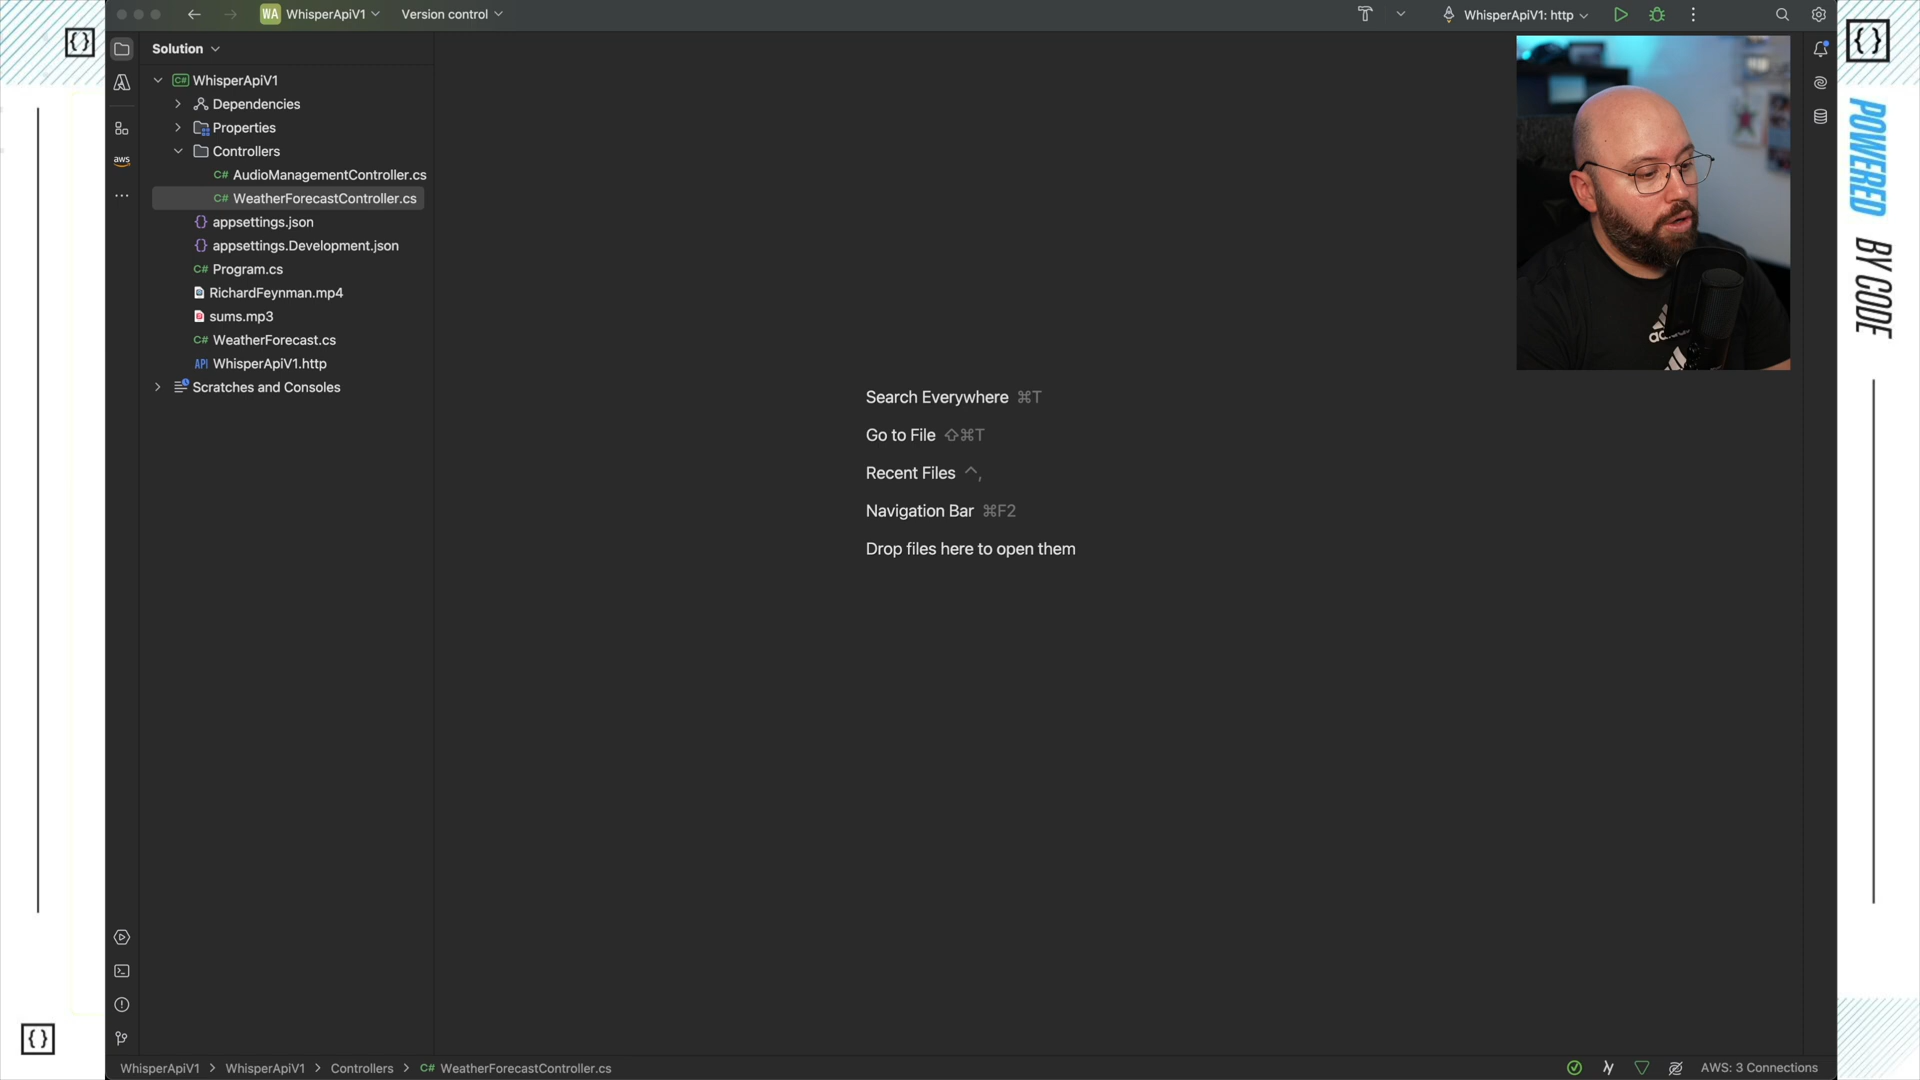 WA WhisperApiV1 Version control WhisperApiV1: http
Solution
WhisperApiV1
Dependencies
Properties
Controllers
aws
C# AudioManagementController.cs
C# WeatherForecastController.cs
{} appsettings.json
{} appsettings.Development.json
C# Program.cs
RichardFeynman.mp4
sums.mp3
C# WeatherForecast.cs
API WhisperApiV1.http
Scratches and Consoles
Search Everywhere ⌘T
Go to File ⇧⌘T
Recent Files ^,
Navigation Bar ⌘F2
Drop files here to open them
POWERED BY CODE
WhisperApiV1 > WhisperApiV1 > Controllers > C# WeatherForecastController.cs
AWS: 3 Connections